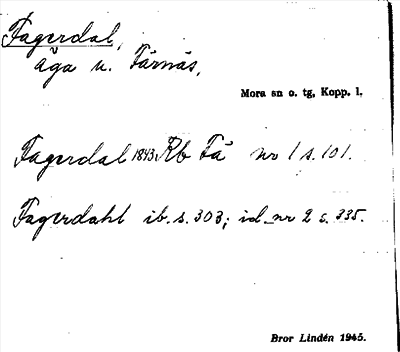 Fagerdal,
äga u. Färnäs.
Mora sn o. tg, Kopp. l.
Fagerdal 1843 Rb Fä nr 1 s. 101.
Fagerdahl ib. s. 303; id. nr 2 s. 335.
Bror Lindén 1945.